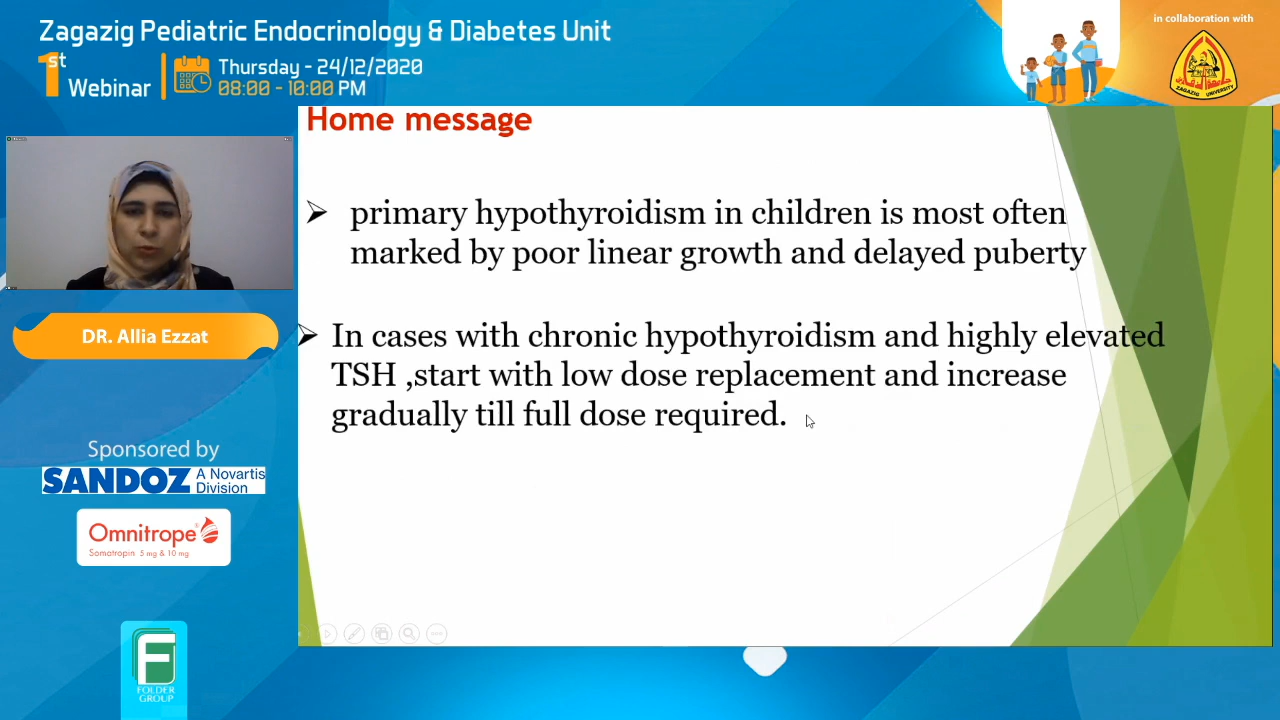 Zagazig Pediatric Endocrinology & Diabetes Unit
1st Webinar
Thursday - 24/12/2020
08:00 - 10:00 PM
in collaboration with
ZAGAZIG UNIVERSITY
Home message
primary hypothyroidism in children is most often
marked by poor linear growth and delayed puberty
In cases with chronic hypothyroidism and highly elevated
TSH ,start with low dose replacement and increase
gradually till full dose required.
DR. Allia Ezzat
Sponsored by
SANDOZ A Novartis
Division
Omnitrope®
Somatropin 5 mg & 10 mg
F
FOLDER
GROUP